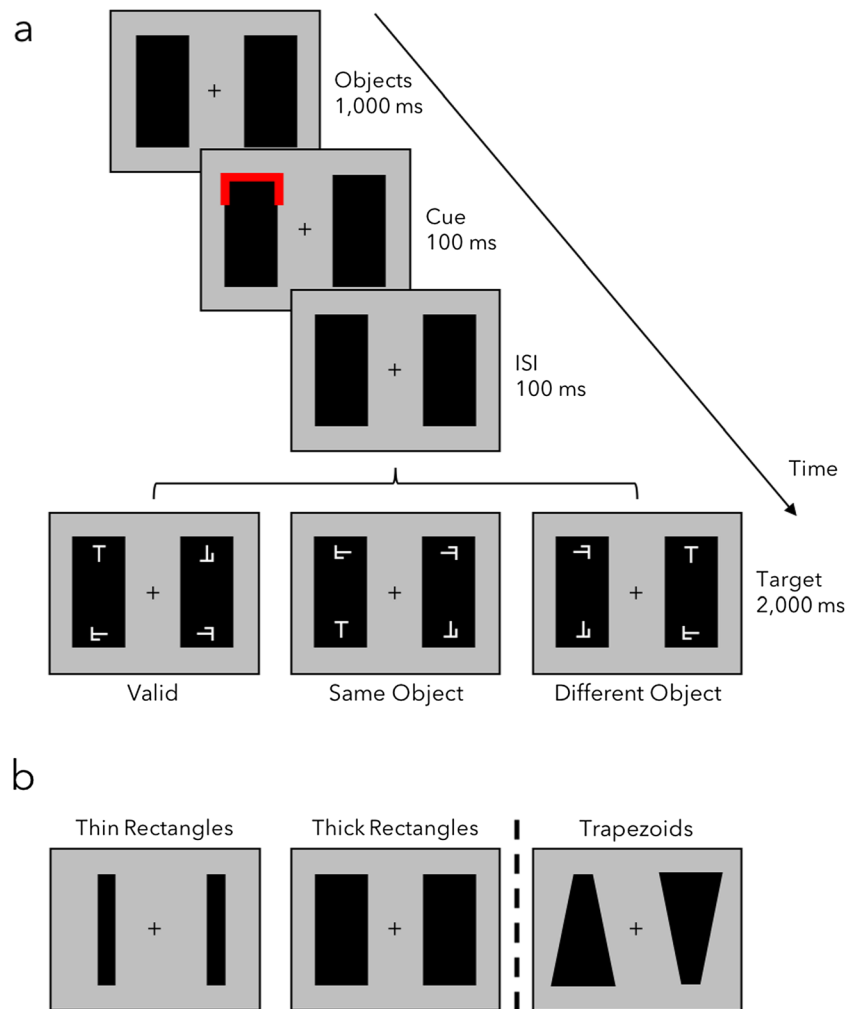 a
Objects
1,000 ms
Cue
100 ms
ISI
100 ms
Time
Target
2,000 ms
Valid
Same Object
Different Object
b
Thin Rectangles
Thick Rectangles
Trapezoids